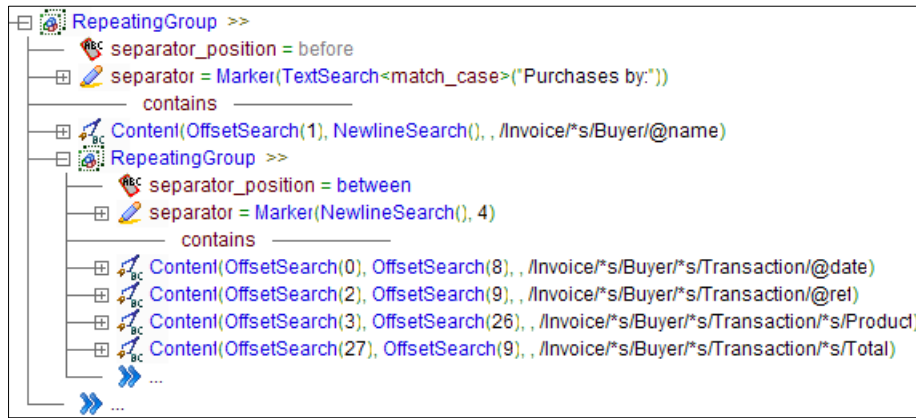 RepeatingGroup >>
separator_position = before
separator = Marker(TextSearch<match_case>("Purchases by:"))
contains
Content(OffsetSearch(1), NewlineSearch(), , /Invoice/*s/Buyer/@name)
RepeatingGroup >>
separator_position = between
separator = Marker(NewlineSearch(), 4)
contains
Content(OffsetSearch(0), OffsetSearch(8), , /Invoice/*s/Buyer/*s/Transaction/@date)
Content(OffsetSearch(2), OffsetSearch(9), , /Invoice/*s/Buyer/*s/Transaction/@ref)
Content(OffsetSearch(3), OffsetSearch(26), , /Invoice/*s/Buyer/*s/Transaction/*s/Product)
Content(OffsetSearch(27), OffsetSearch(9), , /Invoice/*s/Buyer/*s/Transaction/*s/Total)
...
...